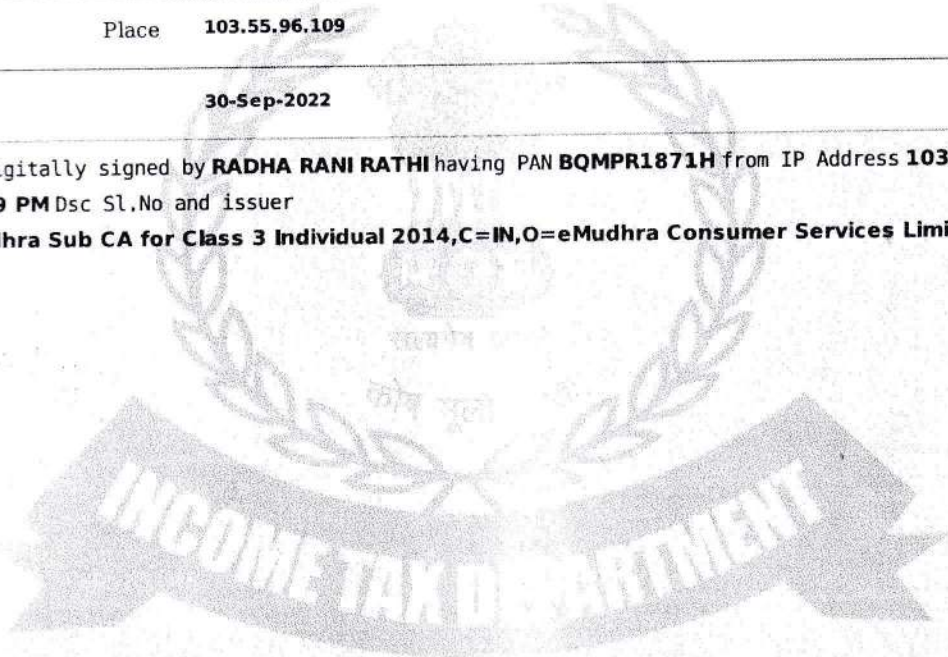 Place 103.55.96.109
30-Sep-2022
igitally signed by RADHA RANI RATHI having PAN BQMPR1871H from IP Address 103
9 PM Dsc Sl.No and issuer
hra Sub CA for Class 3 Individual 2014,C=IN,O=eMudhra Consumer Services Limi
कोष मूलो
INCOME TAX DEPARTMENT